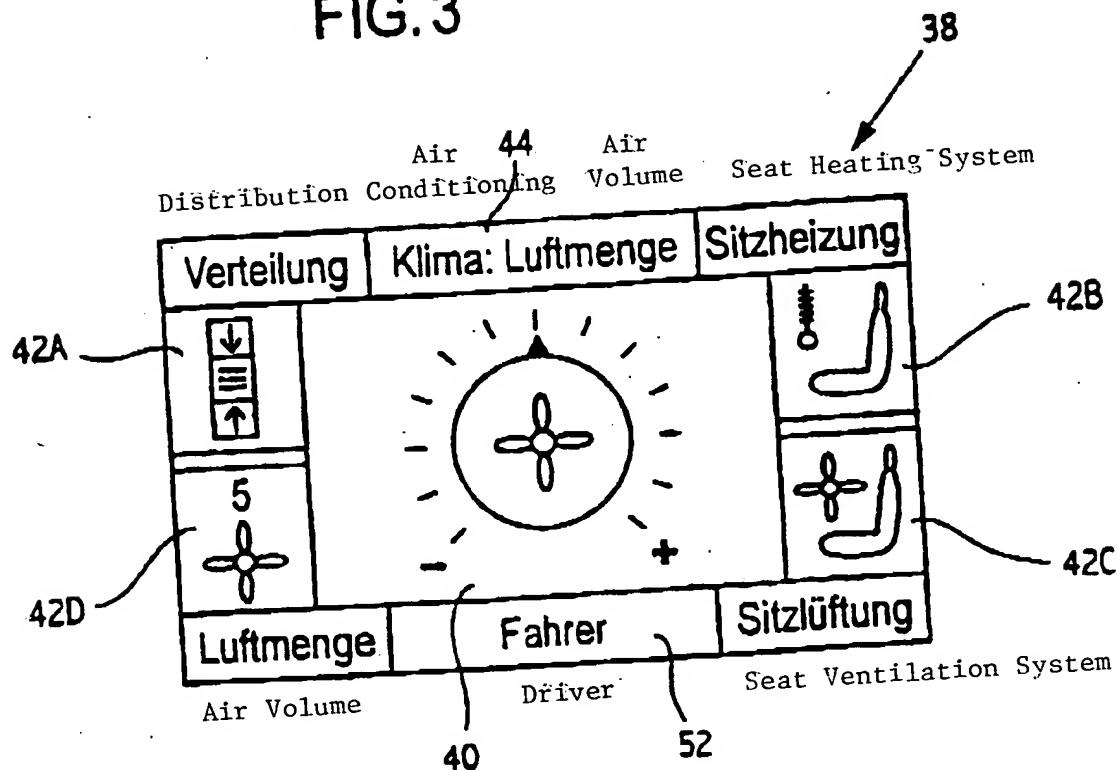 FIG. 3
38
Air 44 Air
Distribution Conditioning Volume Seat Heating System
Verteilung Klima: Luftmenge Sitzheizung
42A
42B
5
42D
42C
- +
Luftmenge Fahrer Sitzlüftung
Air Volume Driver Seat Ventilation System
40 52